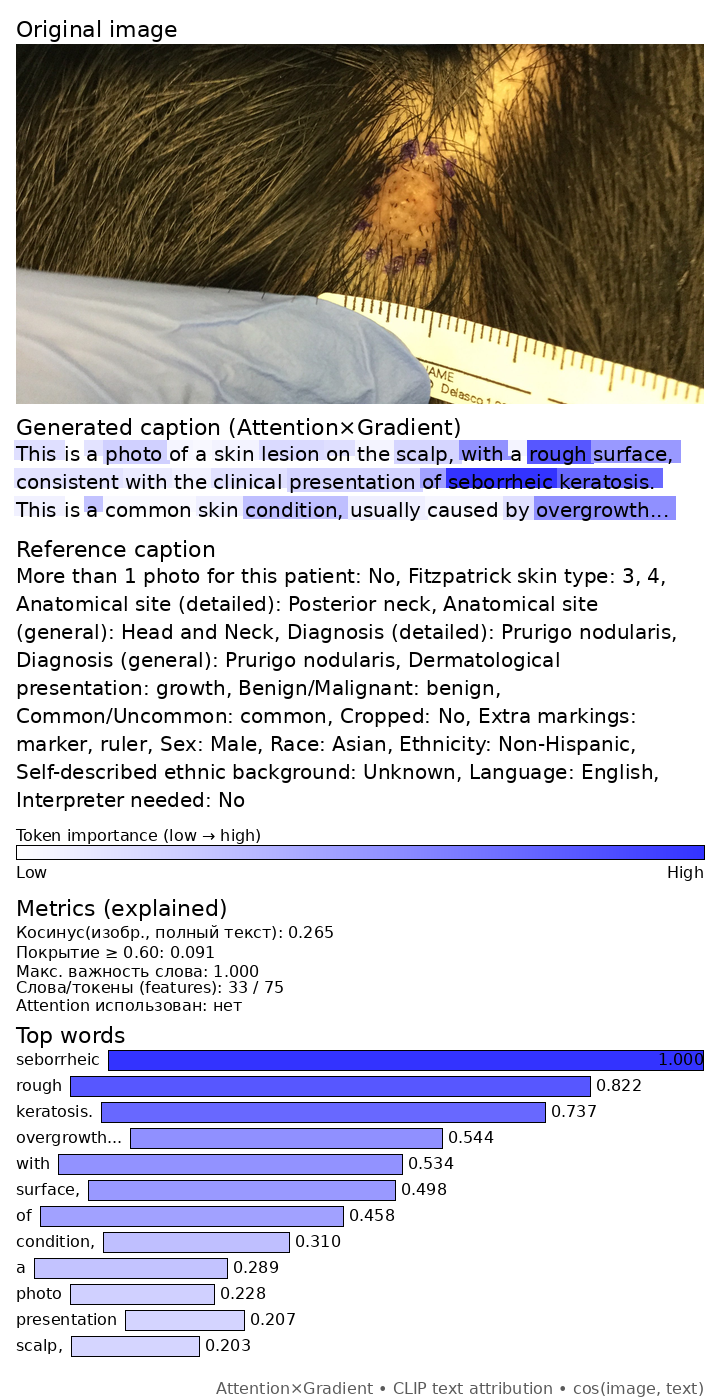 Original image
NAME
Delasco
Generated caption (Attention×Gradient)
This is a photo of a skin lesion on the scalp, with a rough surface,
consistent with the clinical presentation of seborrheic keratosis.
This is a common skin condition, usually caused by overgrowth...
Reference caption
More than 1 photo for this patient: No, Fitzpatrick skin type: 3, 4,
Anatomical site (detailed): Posterior neck, Anatomical site
(general): Head and Neck, Diagnosis (detailed): Prurigo nodularis,
Diagnosis (general): Prurigo nodularis, Dermatological
presentation: growth, Benign/Malignant: benign,
Common/Uncommon: common, Cropped: No, Extra markings:
marker, ruler, Sex: Male, Race: Asian, Ethnicity: Non-Hispanic,
Self-described ethnic background: Unknown, Language: English,
Interpreter needed: No
Token importance (low → high)
Low High
Metrics (explained)
Косинус(изобр., полный текст): 0.265
Покрытие ≥ 0.60: 0.091
Макс. важность слова: 1.000
Слова/токены (features): 33 / 75
Attention использован: нет
Top words
seborrheic 1.000
rough 0.822
keratosis. 0.737
overgrowth... 0.544
with 0.534
surface, 0.498
of 0.458
condition, 0.310
a 0.289
photo 0.228
presentation 0.207
scalp, 0.203
Attention×Gradient • CLIP text attribution • cos(image, text)